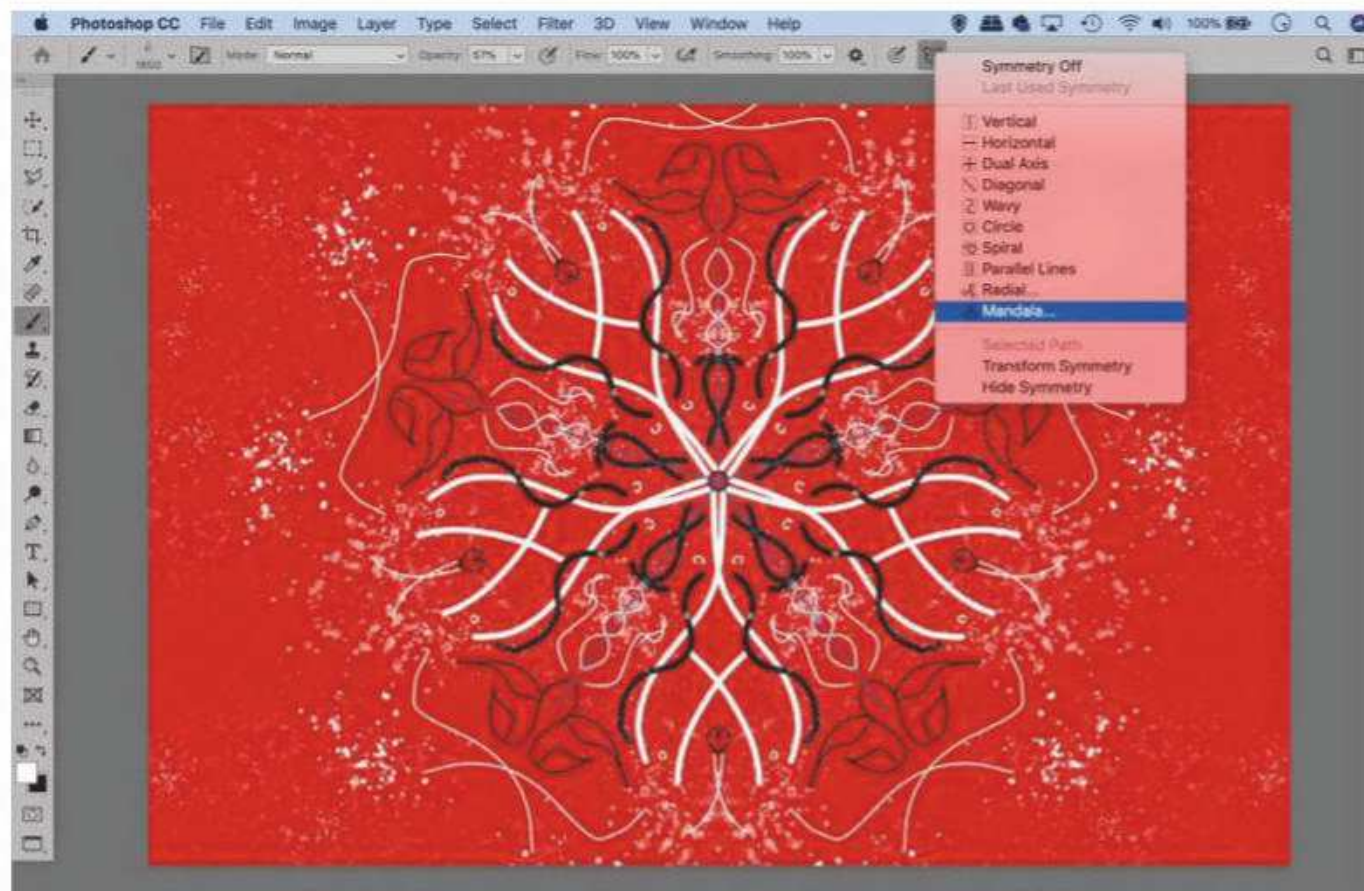 Photoshop CC File Edit Image Layer Type Select Filter 3D View Window Help 100%
1800 Mode: Normal Opacity: 57% Flow: 100% Smoothing: 100%
Symmetry Off
Last Used Symmetry
Vertical
Horizontal
Dual Axis
Diagonal
Wavy
Circle
Spiral
Parallel Lines
Radial...
Mandala...
Selected Path
Transform Symmetry
Hide Symmetry